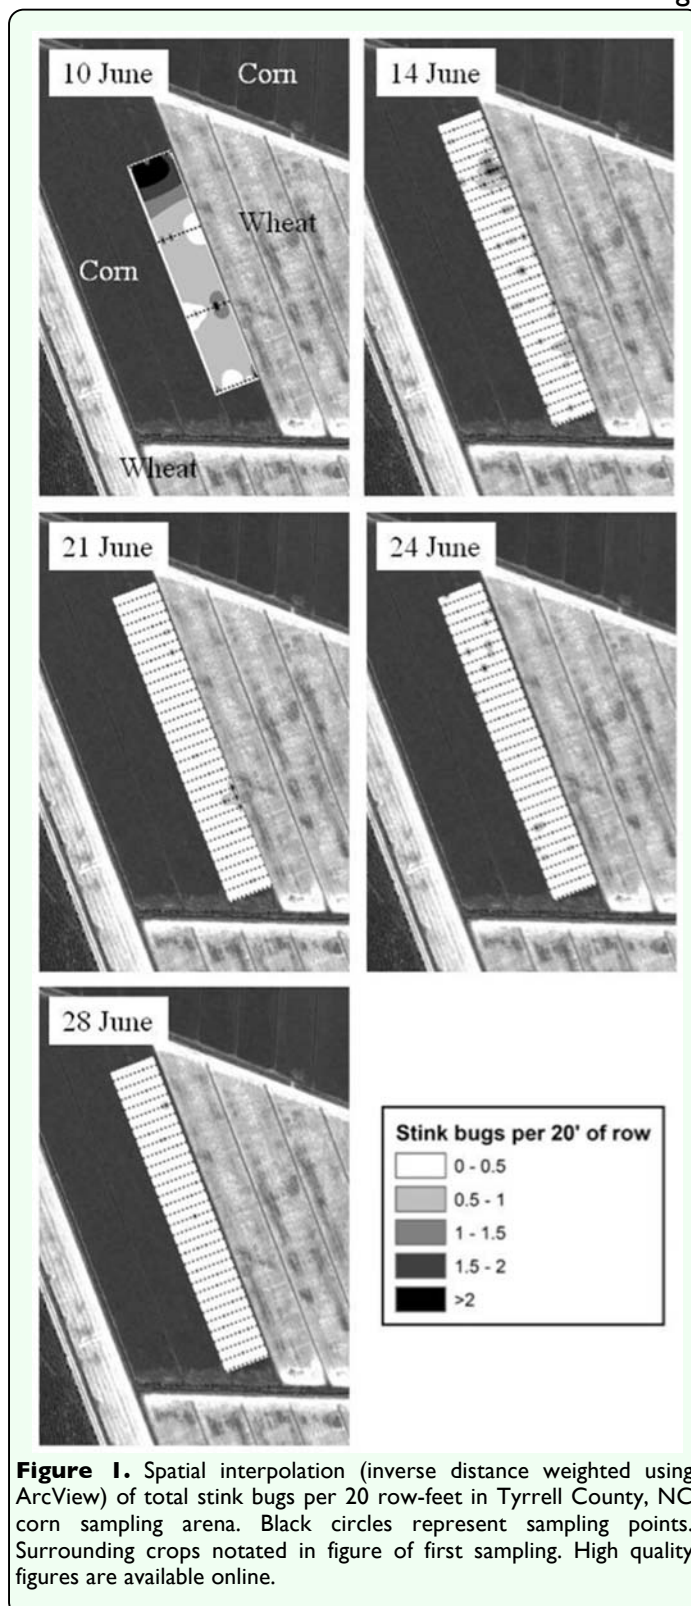 10 June
Corn
Wheat
Corn
Wheat
14 June
21 June
24 June
28 June
Stink bugs per 20' of row
0 - 0.5
0.5 - 1
1 - 1.5
1.5 - 2
>2
Figure 1. Spatial interpolation (inverse distance weighted using
ArcView) of total stink bugs per 20 row-feet in Tyrrell County, NC
corn sampling arena. Black circles represent sampling points.
Surrounding crops notated in figure of first sampling. High quality
figures are available online.